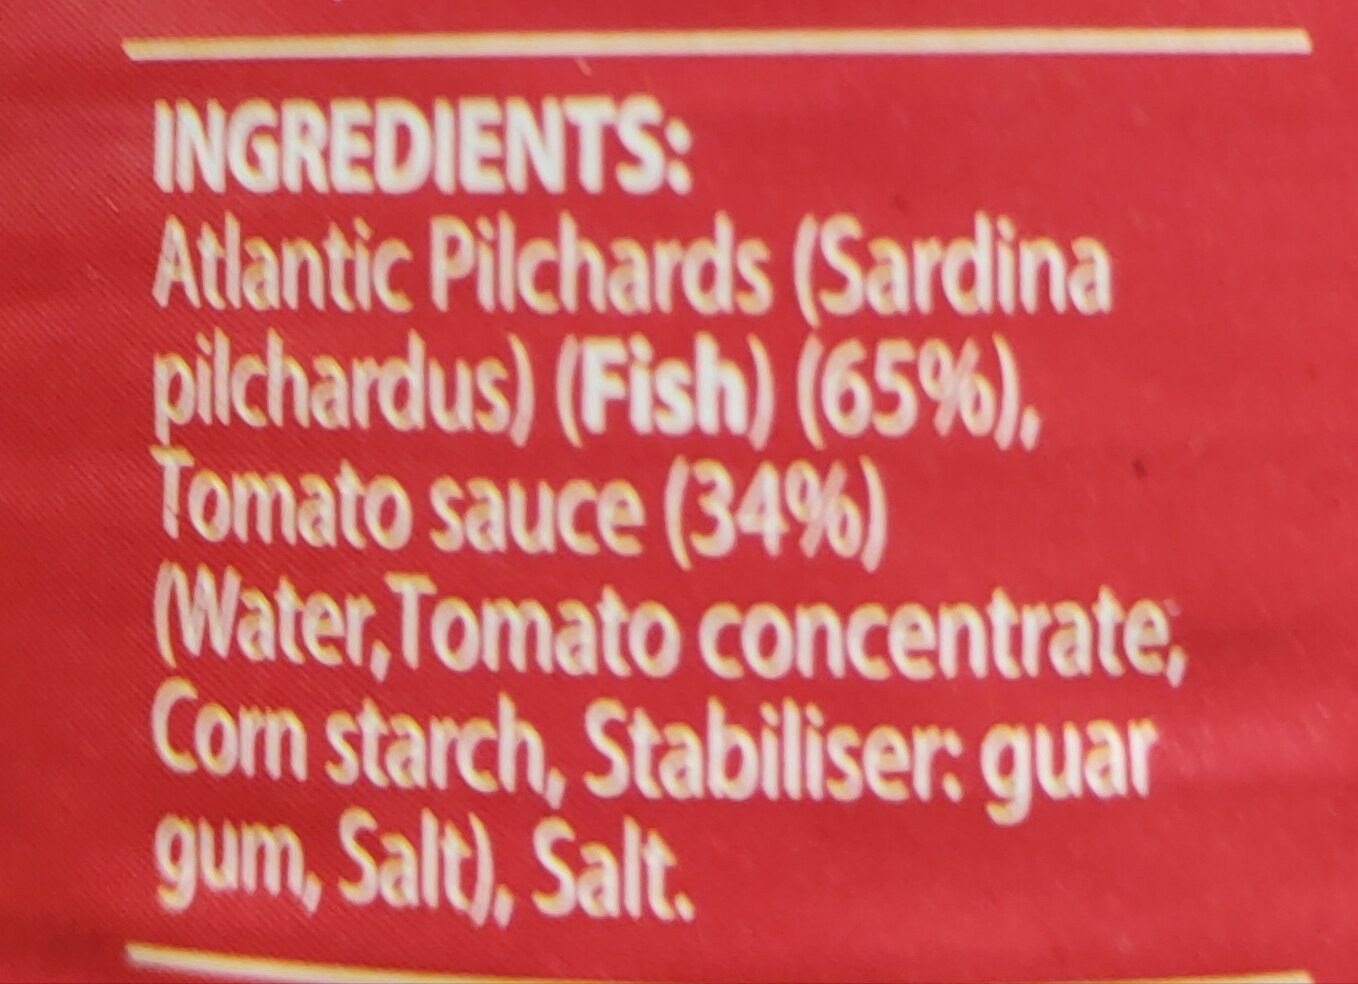 INGREDIENTS:
Atlantic Pilchards (Sardina
pilchardus) (Fish) (65%),
Tomato sauce (34%)
(Water,Tomato concentrate,
Corn starch, Stabiliser: guar
gum, Salt), Salt.